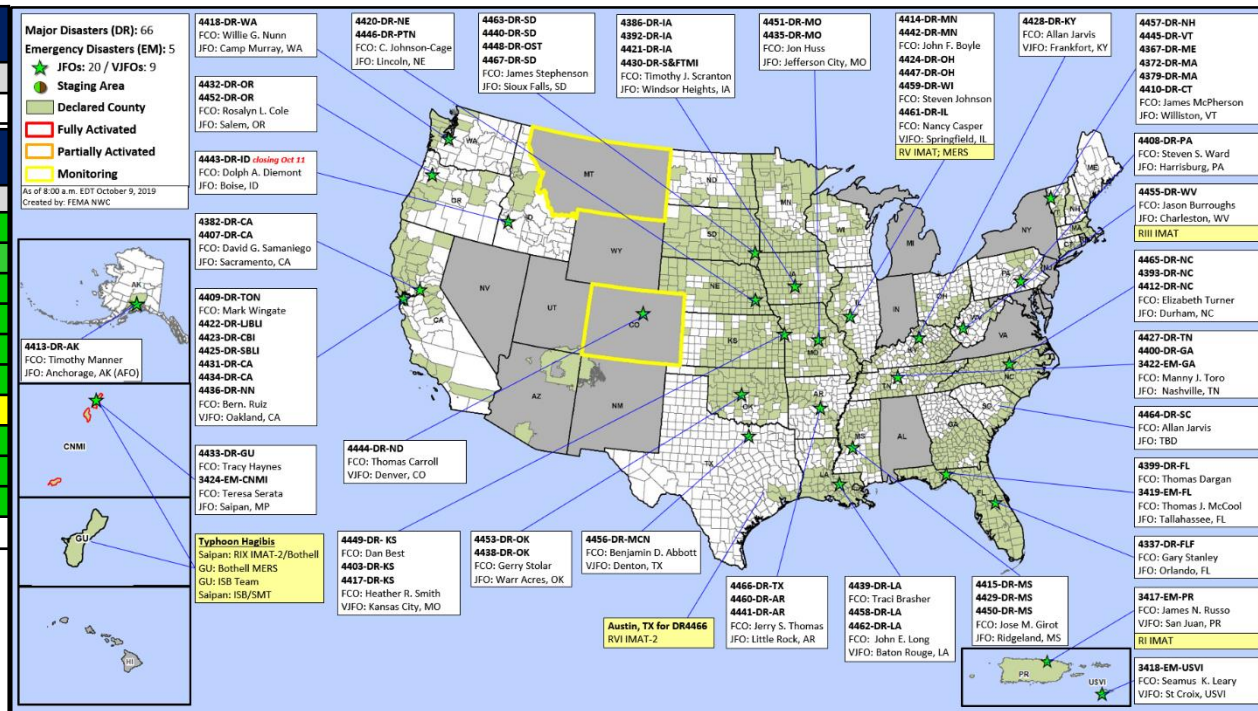 Major Disasters (DR): 66
Emergency Disasters (EM): 5
JFOs: 20 / VJFOs: 9
Staging Area
Declared County
Fully Activated
Partially Activated
Monitoring
As of 8:00 a.m. EDT October 9, 2019
Created by: FEMA NWC
4418-DR-WA
FCO: Willie G. Nunn
JFO: Camp Murray, WA
4420-DR-NE
4446-DR-PTN
FCO: C. Johnson-Cage
JFO: Lincoln, NE
4463-DR-SD
4440-DR-SD
4448-DR-OST
4467-DR-SD
FCO: James Stephenson
JFO: Sioux Falls, SD
4386-DR-IA
4392-DR-IA
4421-DR-IA
4430-DR-S&FTMI
FCO: Timothy J. Scranton
JFO: Windsor Heights, IA
4451-DR-MO
4435-DR-MO
FCO: Jon Huss
JFO: Jefferson City, MO
4414-DR-MN
4442-DR-MN
FCO: John F. Boyle
4424-DR-OH
4447-DR-OH
4459-DR-WI
FCO: Steven Johnson
4461-DR-IL
FCO: Nancy Casper
VJFO: Springfield, IL
RV IMAT; MERS
4428-DR-KY
FCO: Allan Jarvis
VJFO: Frankfort, KY
4457-DR-NH
4445-DR-VT
4367-DR-ME
4372-DR-MA
4379-DR-MA
4410-DR-CT
FCO: James McPherson
JFO: Williston, VT
4432-DR-OR
4452-DR-OR
FCO: Rosalyn L. Cole
JFO: Salem, OR
4443-DR-ID closing Oct 11
FCO: Dolph A. Diemont
JFO: Boise, ID
4382-DR-CA
4407-DR-CA
FCO: David G. Samaniego
JFO: Sacramento, CA
4409-DR-TON
FCO: Mark Wingate
4422-DR-LJBLI
4423-DR-CBI
4425-DR-SBLI
4431-DR-CA
4434-DR-CA
4436-DR-NN
FCO: Bern. Ruiz
VJFO: Oakland, CA
4408-DR-PA
FCO: Steven S. Ward
JFO: Harrisburg, PA
4455-DR-WV
FCO: Jason Burroughs
JFO: Charleston, WV
RIII IMAT
4465-DR-NC
4393-DR-NC
4412-DR-NC
FCO: Elizabeth Turner
JFO: Durham, NC
4427-DR-TN
4400-DR-GA
3422-EM-GA
FCO: Manny J. Toro
JFO: Nashville, TN
4464-DR-SC
FCO: Allan Jarvis
JFO: TBD
4399-DR-FL
FCO: Thomas Dargan
3419-EM-FL
FCO: Thomas J. McCool
JFO: Tallahassee, FL
4337-DR-FLF
FCO: Gary Stanley
JFO: Orlando, FL
3417-EM-PR
FCO: James N. Russo
VJFO: San Juan, PR
RI IMAT
3418-EM-USVI
FCO: Seamus K. Leary
VJFO: St Croix, USVI
AK
4413-DR-AK
FCO: Timothy Manner
JFO: Anchorage, AK (AFO)
CNMI
4433-DR-GU
FCO: Tracy Haynes
3424-EM-CNMI
FCO: Teresa Serata
JFO: Saipan, MP
GU
Typhoon Hagibis
Saipan: RIX IMAT-2/Bothell
GU: Bothell MERS
GU: ISB Team
Saipan: ISB/SMT
HI
4444-DR-ND
FCO: Thomas Carroll
VJFO: Denver, CO
4449-DR- KS
FCO: Dan Best
4403-DR-KS
4417-DR-KS
FCO: Heather R. Smith
VJFO: Kansas City, MO
4453-DR-OK
4438-DR-OK
FCO: Gerry Stolar
JFO: Warr Acres, OK
4456-DR-MCN
FCO: Benjamin D. Abbott
VJFO: Denton, TX
Austin, TX for DR4466
RVI IMAT-2
4466-DR-TX
4460-DR-AR
4441-DR-AR
FCO: Jerry S. Thomas
JFO: Little Rock, AR
4439-DR-LA
FCO: Traci Brasher
4458-DR-LA
4462-DR-LA
FCO: John E. Long
VJFO: Baton Rouge, LA
4415-DR-MS
4429-DR-MS
4450-DR-MS
FCO: Jose M. Girot
JFO: Ridgeland, MS
PR
USVI
WA
MT
ND
MN
OR
ID
SD
WI
WY
MI
NY
ME
NH
VT
MA
CT
NV
UT
CO
NE
IA
IL
IN
OH
PA
WV
VA
CA
AZ
NM
KS
MO
KY
TN
NC
SC
OK
AR
TX
LA
MS
AL
GA
FL